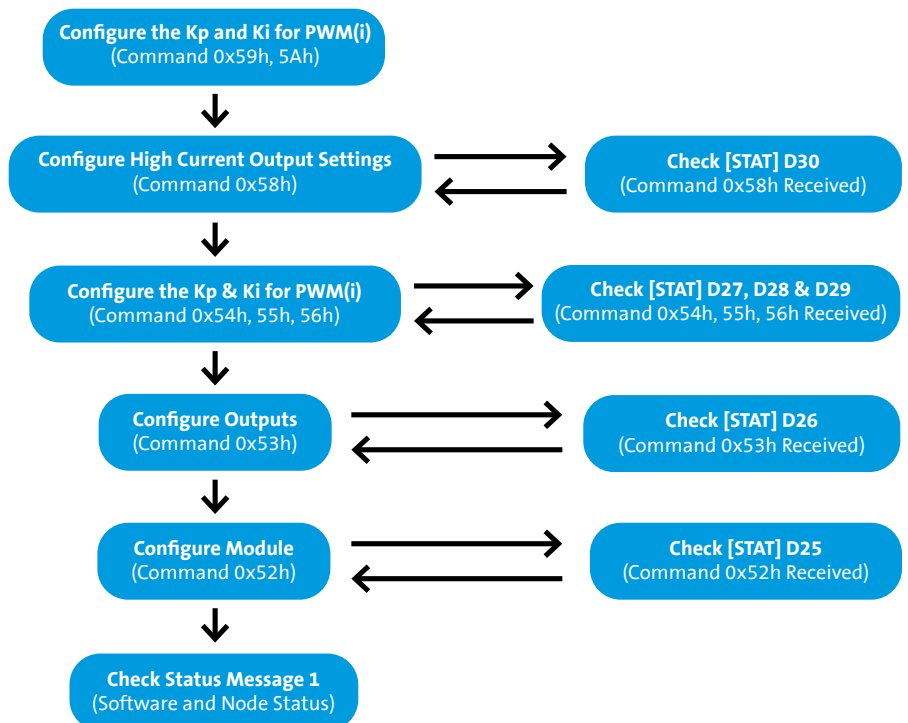 Configure the Kp and Ki for PWM(i)
(Command 0x59h, 5Ah)
Configure High Current Output Settings
(Command 0x58h)
Check [STAT] D30
(Command 0x58h Received)
Configure the Kp & Ki for PWM(i)
(Command 0x54h, 55h, 56h)
Check [STAT] D27, D28 & D29
(Command 0x54h, 55h, 56h Received)
Configure Outputs
(Command 0x53h)
Check [STAT] D26
(Command 0x53h Received)
Configure Module
(Command 0x52h)
Check [STAT] D25
(Command 0x52h Received)
Check Status Message 1
(Software and Node Status)